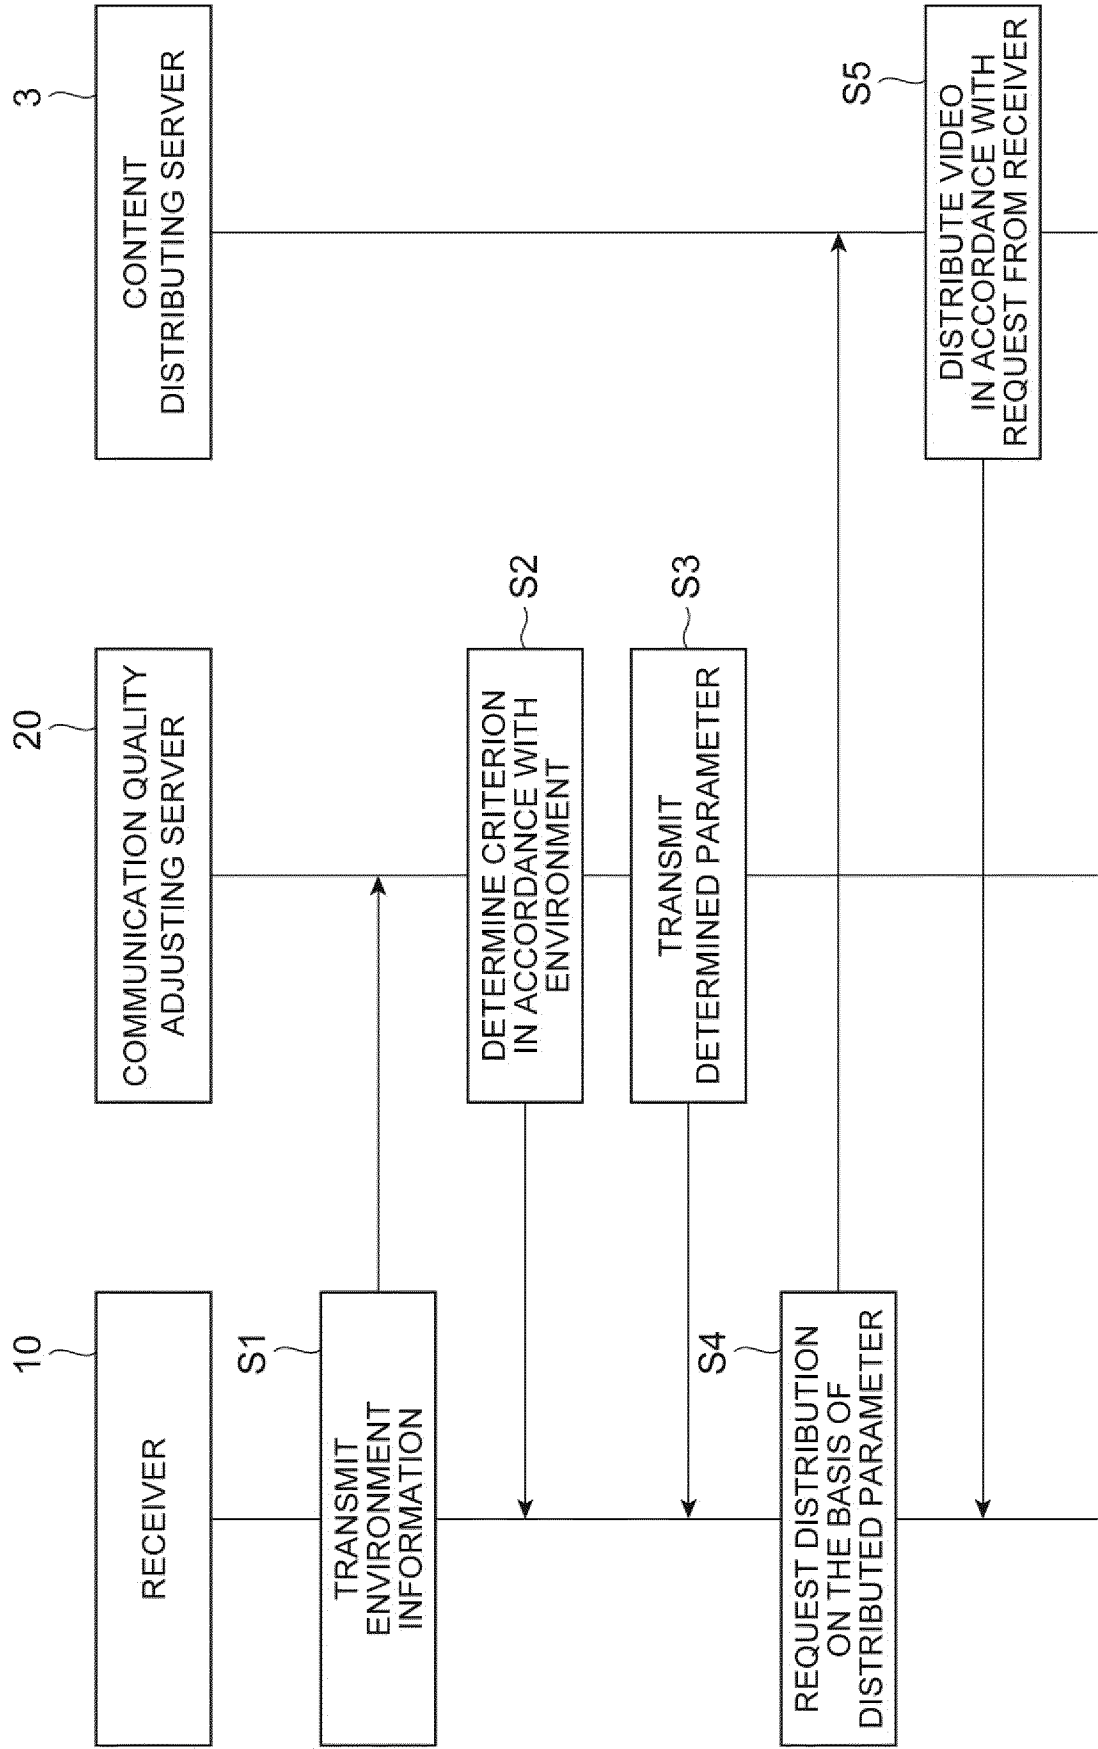 10
RECEIVER
20
COMMUNICATION QUALITY
ADJUSTING SERVER
3
CONTENT
DISTRIBUTING SERVER
S1
TRANSMIT
ENVIRONMENT
INFORMATION
S2
DETERMINE CRITERION
IN ACCORDANCE WITH
ENVIRONMENT
S3
TRANSMIT
DETERMINED PARAMETER
S4
REQUEST DISTRIBUTION
ON THE BASIS OF
DISTRIBUTED PARAMETER
S5
DISTRIBUTE VIDEO
IN ACCORDANCE WITH
REQUEST FROM RECEIVER